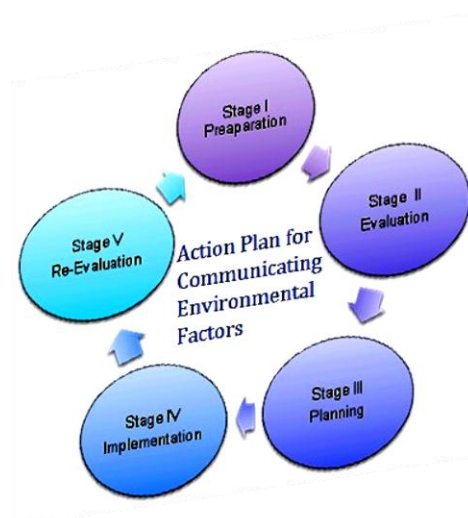 Stage I
Preaparation
Stage II
Evaluation
Stage III
Planning
Stage IV
Implementation
Stage V
Re-Evaluation
Action Plan for
Communicating
Environmental
Factors